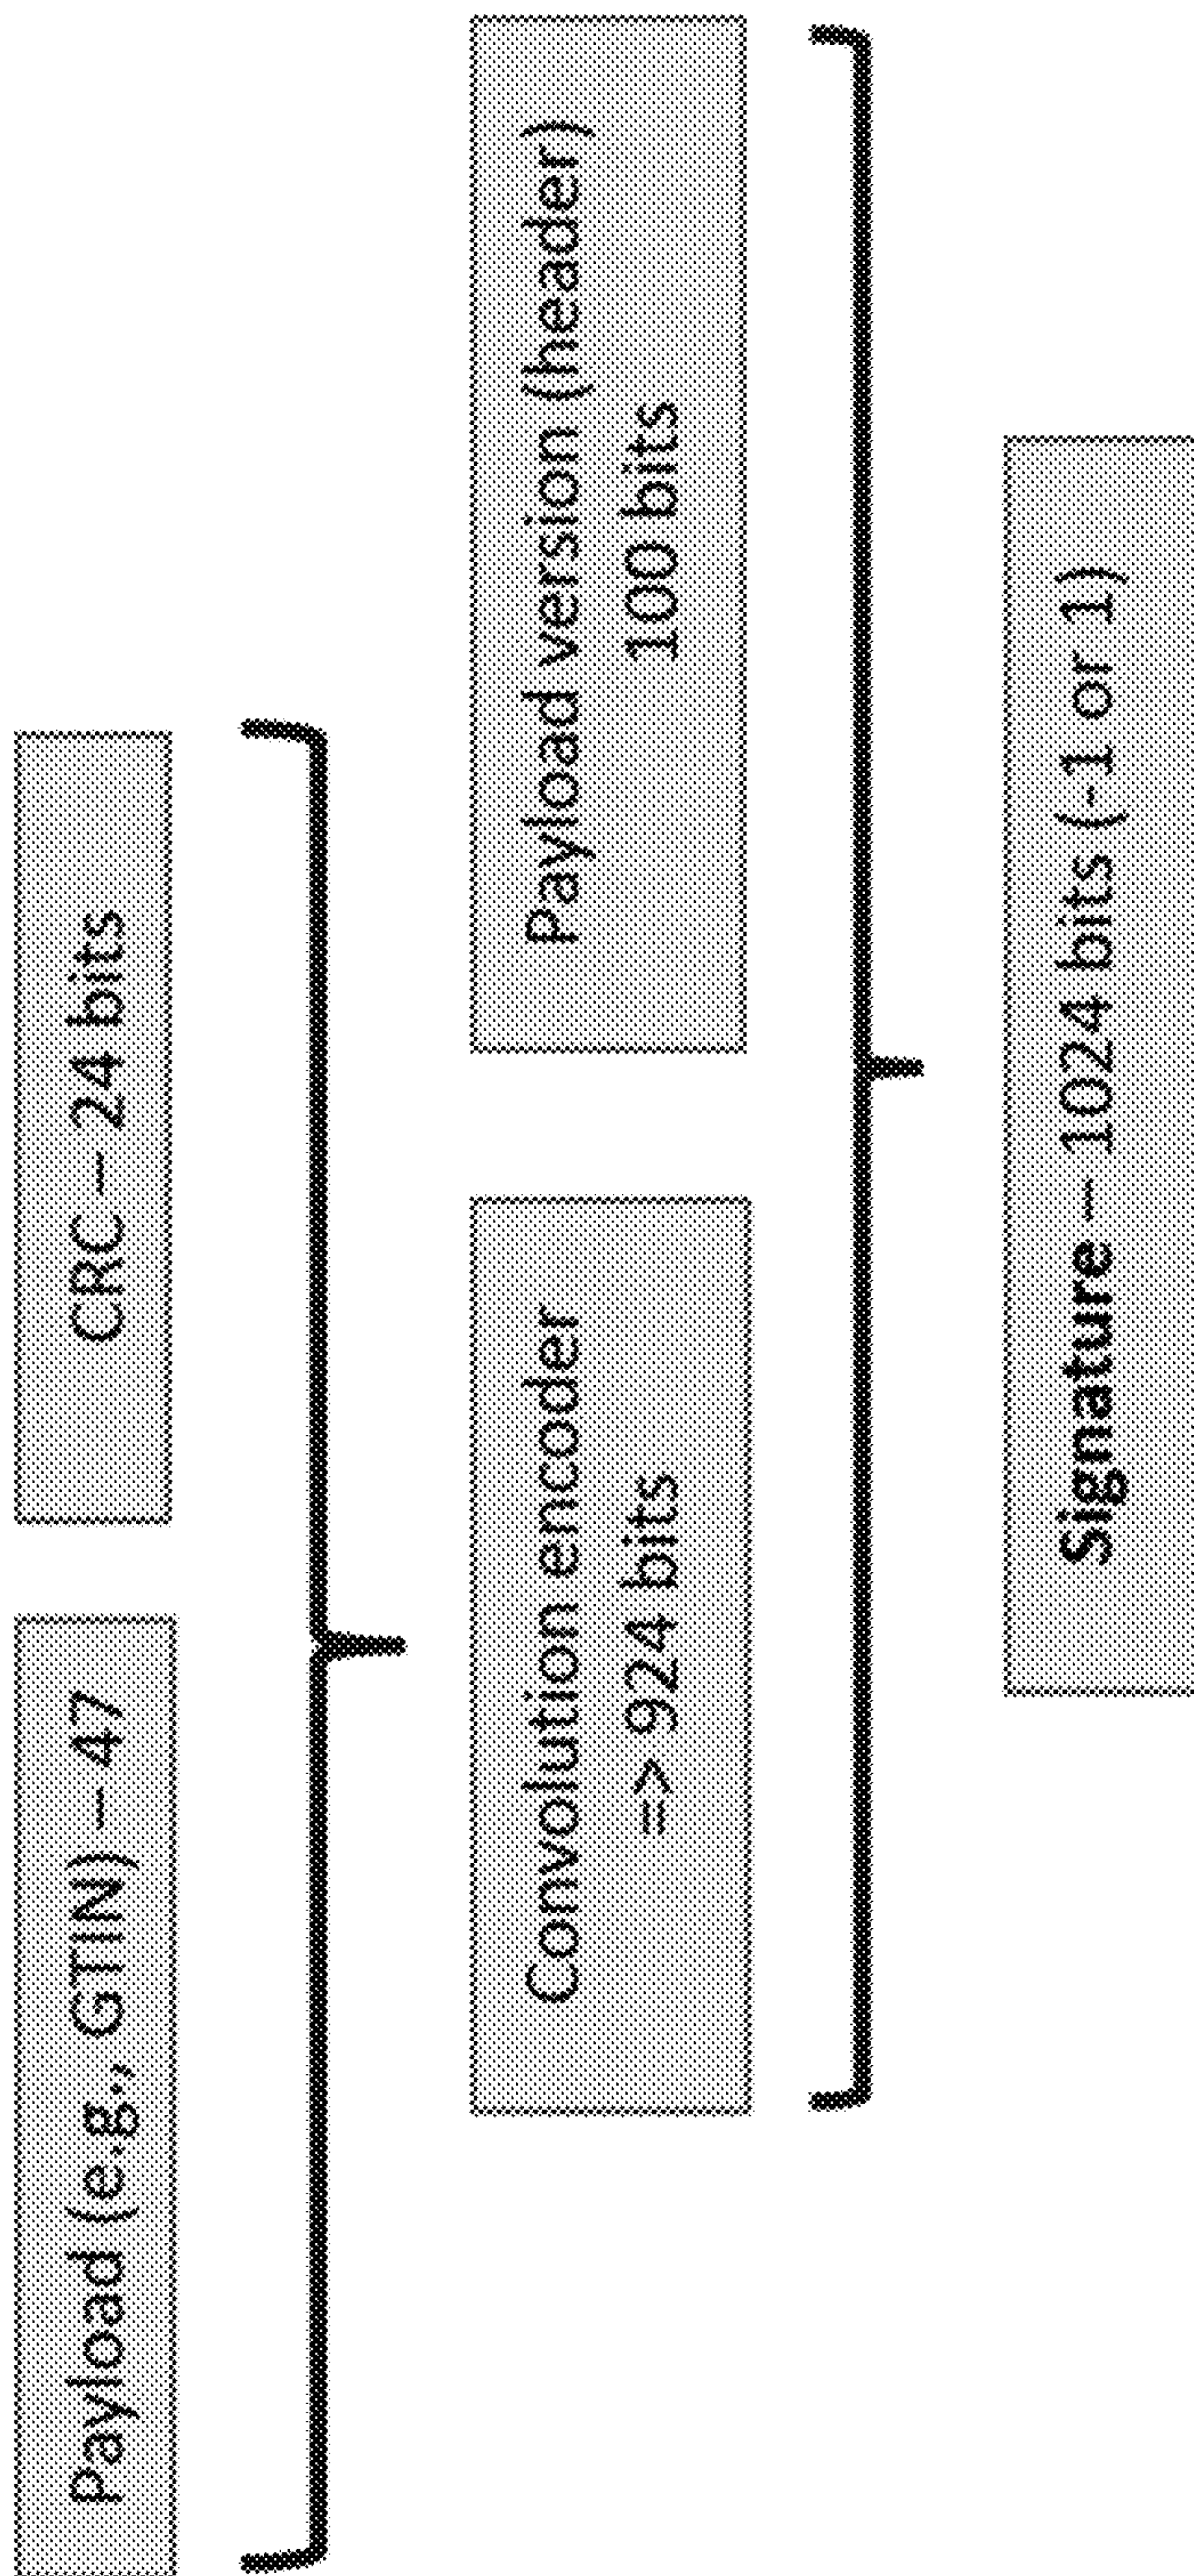 Payload (e.g., GTIN) – 47
CRC – 24 bits
Convolution encoder
=> 924 bits
Payload version (header)
100 bits
Signature – 1024 bits (-1 or 1)